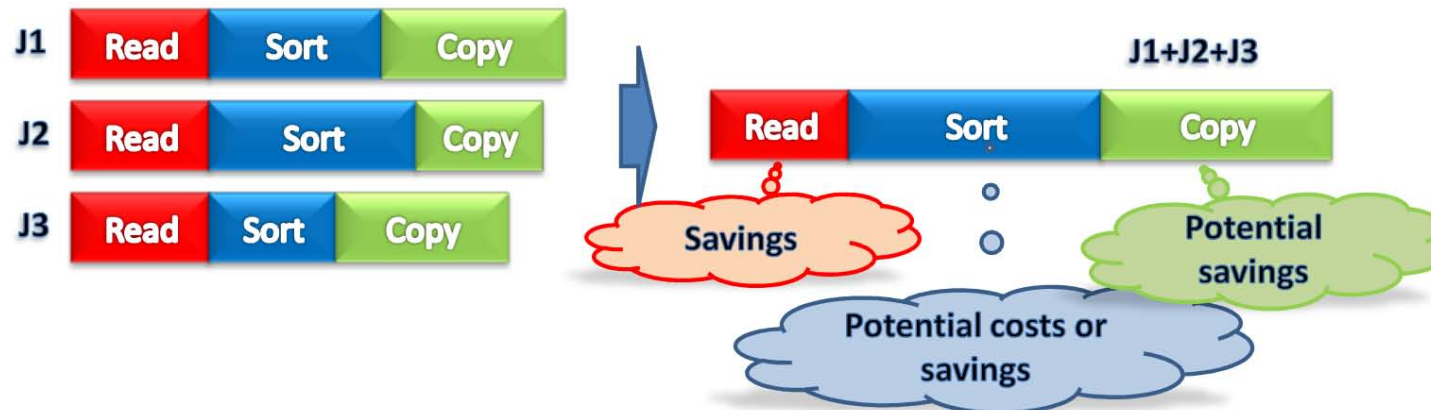 J1 Read Sort Copy
J2 Read Sort Copy
J3 Read Sort Copy
J1+J2+J3
Read Sort Copy
Savings
Potential
savings
Potential costs or
savings